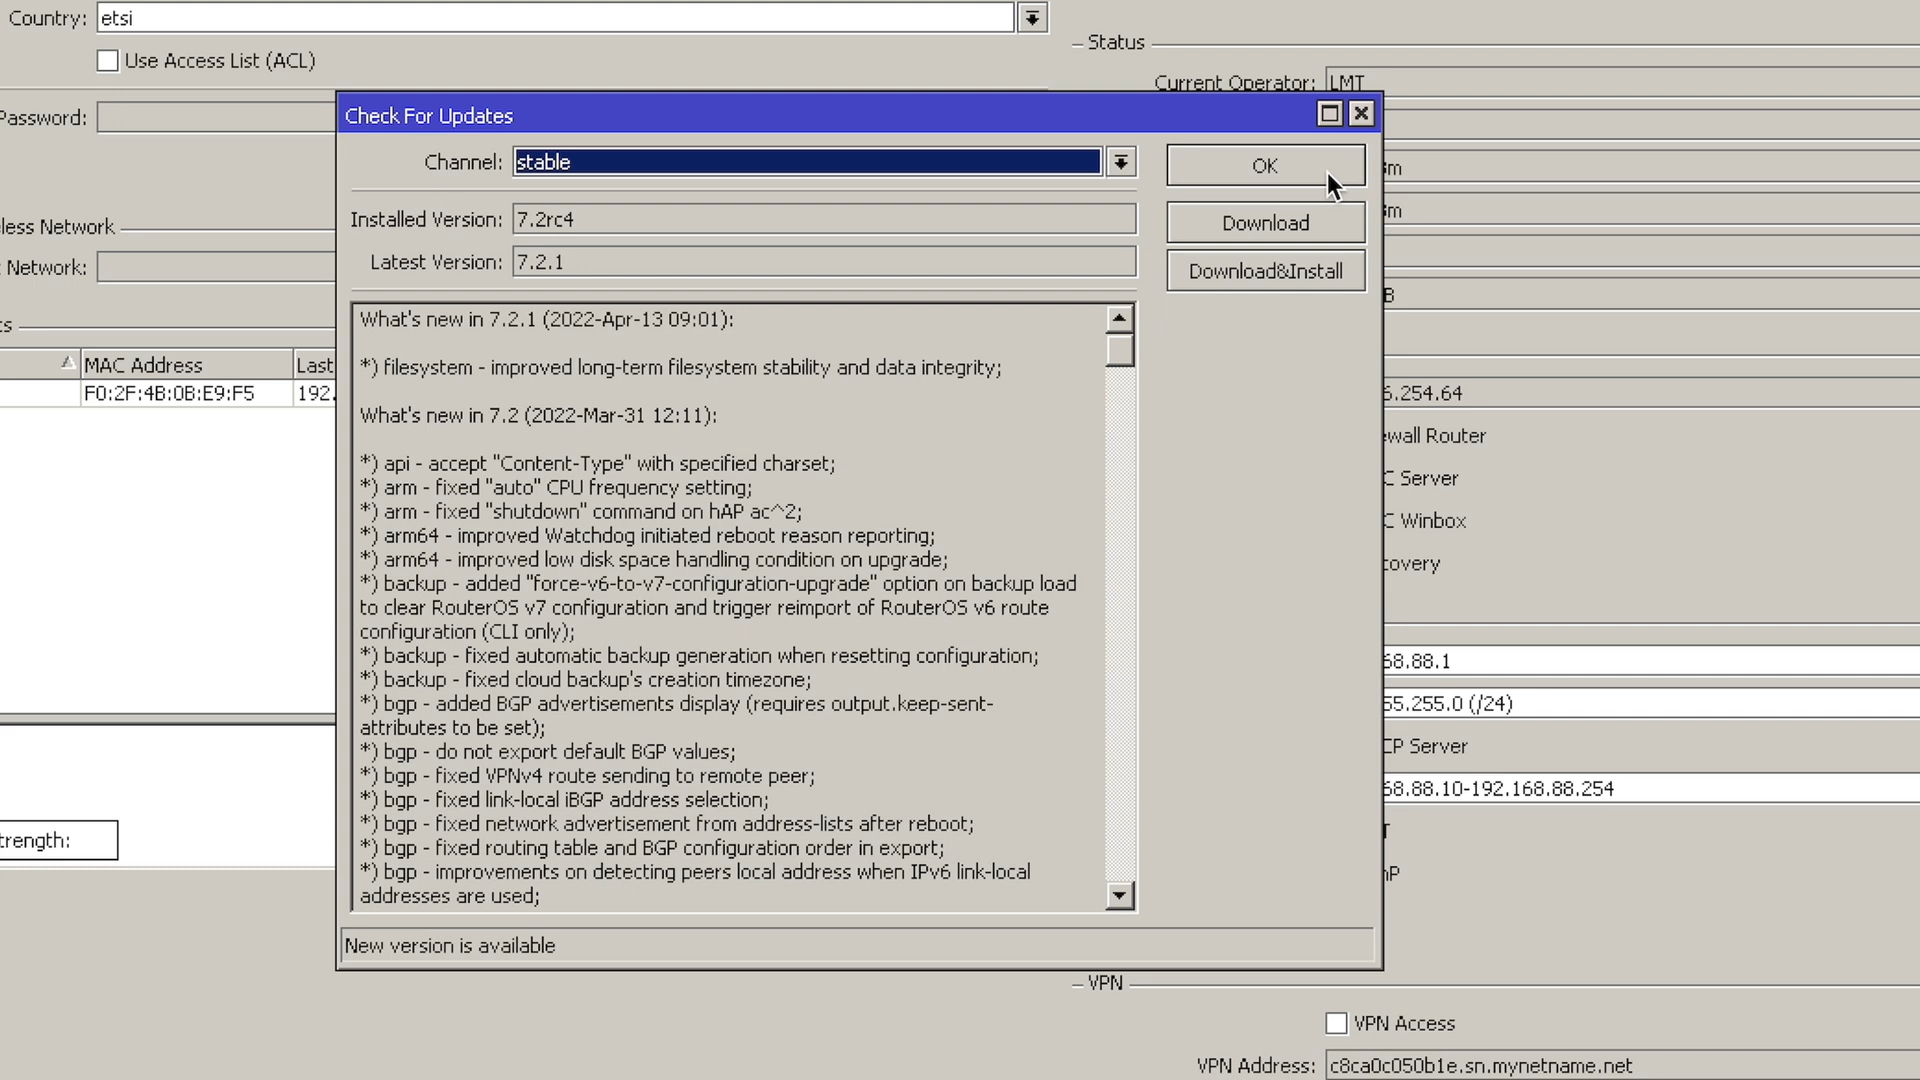 Country: etsi
Use Access List (ACL)
Status
Current Operator: LMT
Password:
Check For Updates
Channel: stable
OK
Installed Version: 7.2rc4
Download
Latest Version: 7.2.1
Download&Install
less Network
Network:
MAC Address
Last
F0:2F:4B:0B:E9:F5
192.
trength:
What's new in 7.2.1 (2022-Apr-13 09:01):
*) filesystem - improved long-term filesystem stability and data integrity;
What's new in 7.2 (2022-Mar-31 12:11):
*) api - accept "Content-Type" with specified charset;
*) arm - fixed "auto" CPU frequency setting;
*) arm - fixed "shutdown" command on hAP ac^2;
*) arm64 - improved Watchdog initiated reboot reason reporting;
*) arm64 - improved low disk space handling condition on upgrade;
*) backup - added "force-v6-to-v7-configuration-upgrade" option on backup load
to clear RouterOS v7 configuration and trigger reimport of RouterOS v6 route
configuration (CLI only);
*) backup - fixed automatic backup generation when resetting configuration;
*) backup - fixed cloud backup's creation timezone;
*) bgp - added BGP advertisements display (requires output.keep-sent-
attributes to be set);
*) bgp - do not export default BGP values;
*) bgp - fixed VPNv4 route sending to remote peer;
*) bgp - fixed link-local iBGP address selection;
*) bgp - fixed network advertisement from address-lists after reboot;
*) bgp - fixed routing table and BGP configuration order in export;
*) bgp - improvements on detecting peers local address when IPv6 link-local
addresses are used;
New version is available
6.254.64
wall Router
C Server
C Winbox
covery
68.88.1
55.255.0 (/24)
CP Server
68.88.10-192.168.88.254
VPN
VPN Access
VPN Address: c8ca0c050b1e.sn.mynetname.net